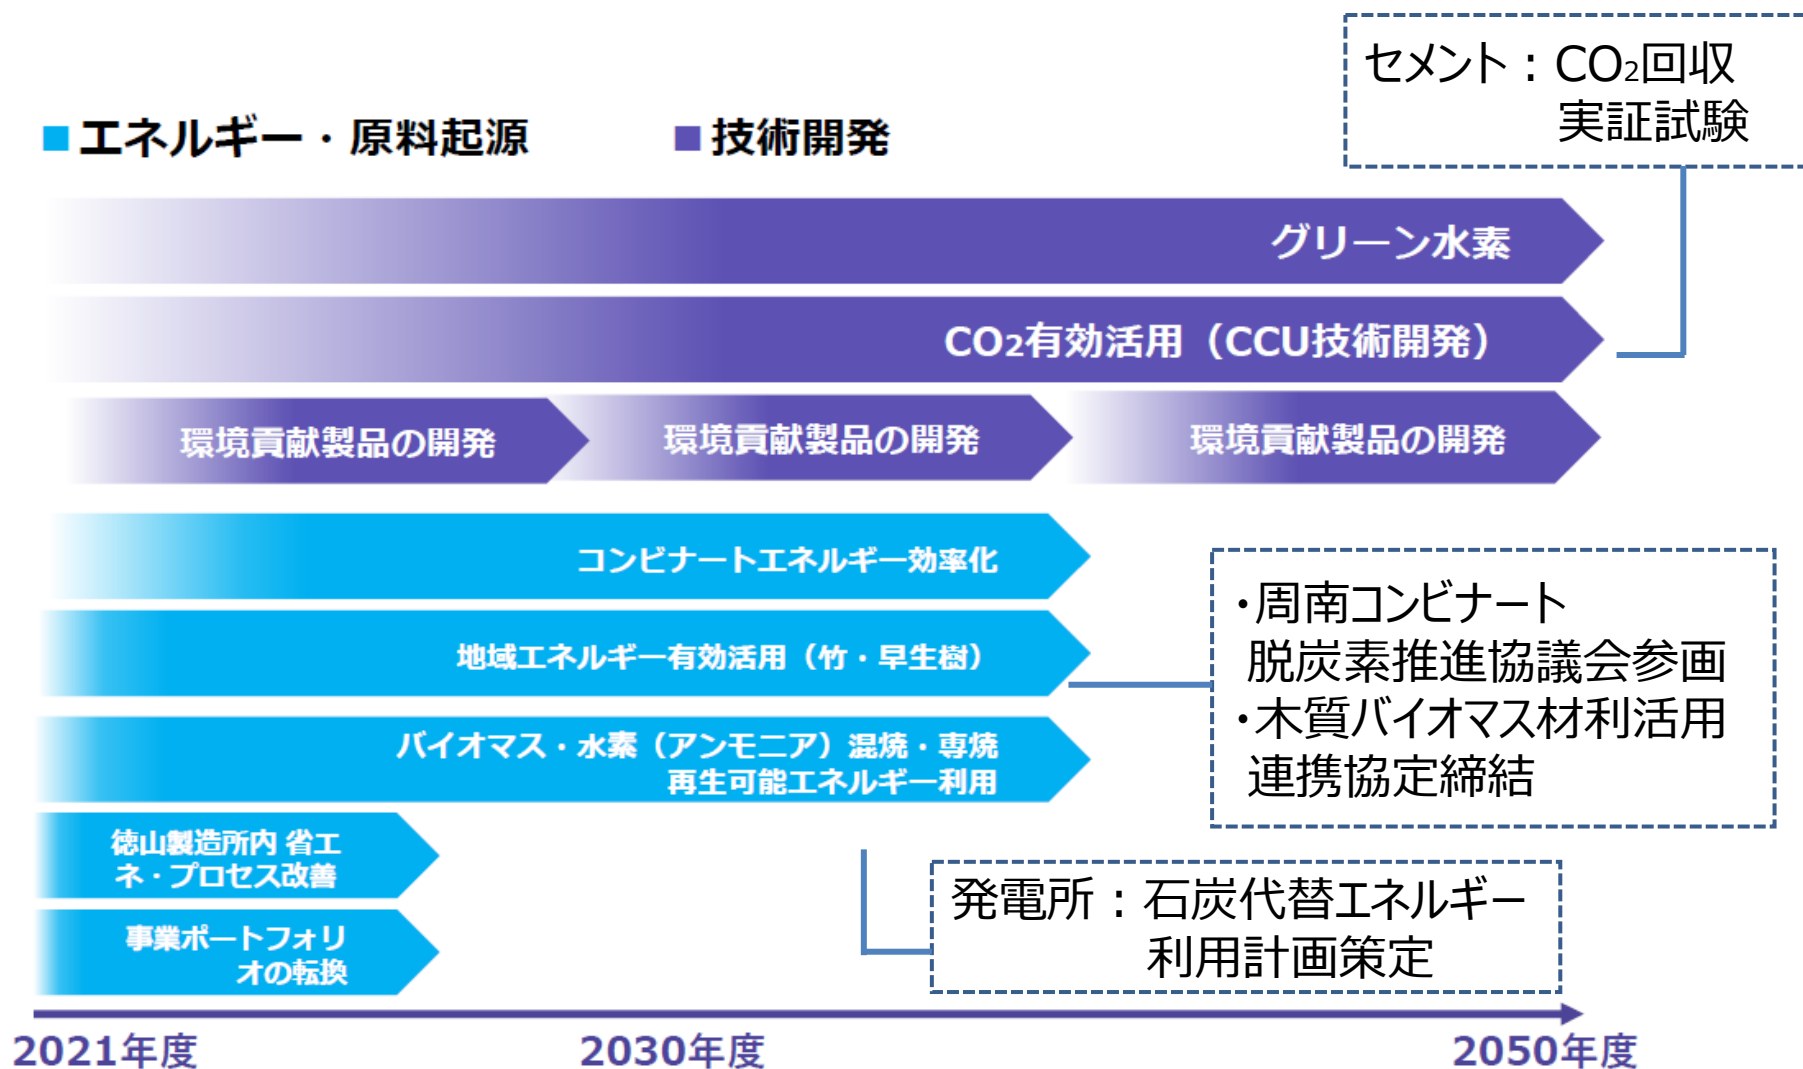 セメント：CO₂回収
実証試験
■エネルギー・原料起源
■技術開発
グリーン水素
CO₂有効活用（CCU技術開発）
環境貢献製品の開発
環境貢献製品の開発
環境貢献製品の開発
コンビナートエネルギー効率化
地域エネルギー有効活用（竹・早生樹）
バイオマス・水素（アンモニア）混焼・専焼
再生可能エネルギー利用
・周南コンビナート
脱炭素推進協議会参画
・木質バイオマス材利活用
連携協定締結
徳山製造所内 省エ
ネ・プロセス改善
発電所：石炭代替エネルギー
利用計画策定
事業ポートフォリ
オの転換
2021年度
2030年度
2050年度